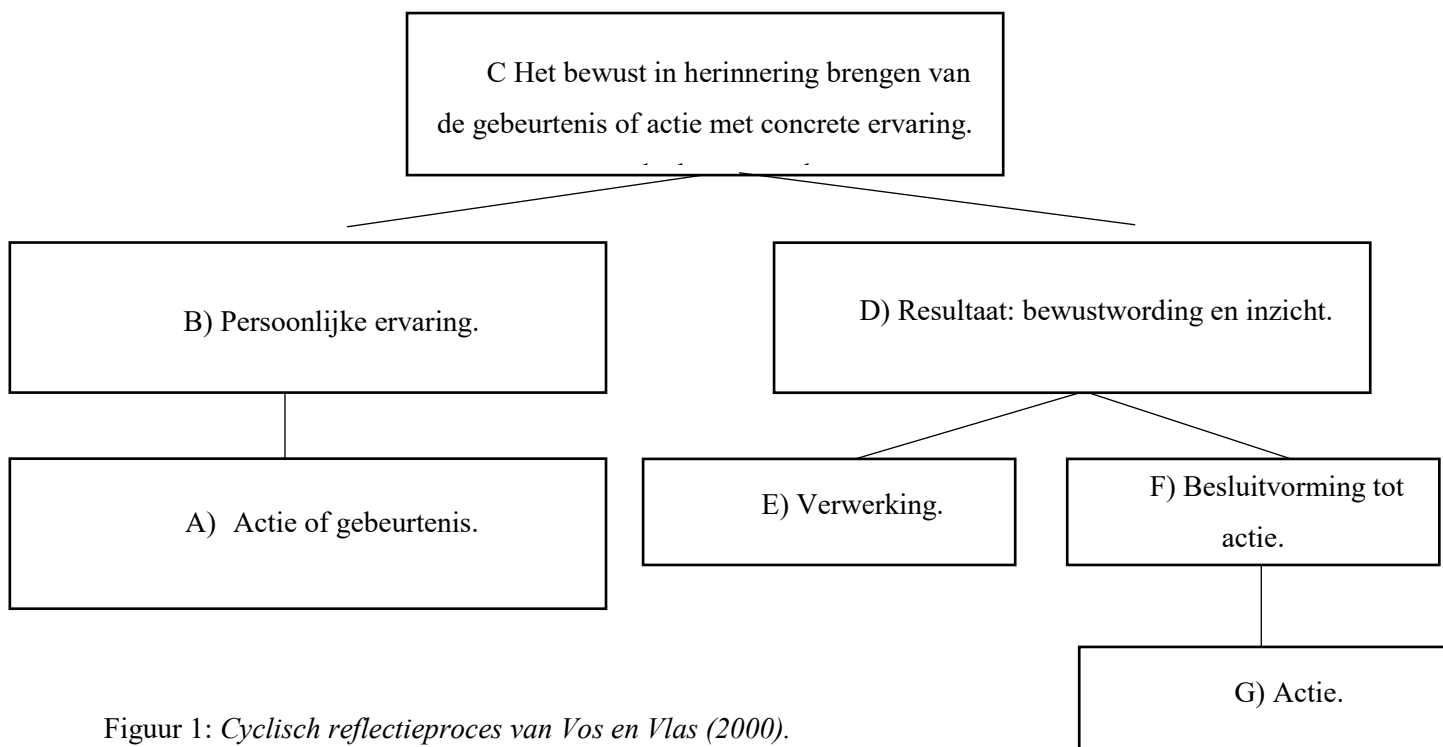 C Het bewust in herinnering brengen van
de gebeurtenis of actie met concrete ervaring.
B) Persoonlijke ervaring.
D) Resultaat: bewustwording en inzicht.
A) Actie of gebeurtenis.
E) Verwerking.
F) Besluitvorming tot
actie.
G) Actie.
Figuur 1: Cyclisch reflectieproces van Vos en Vlas (2000).